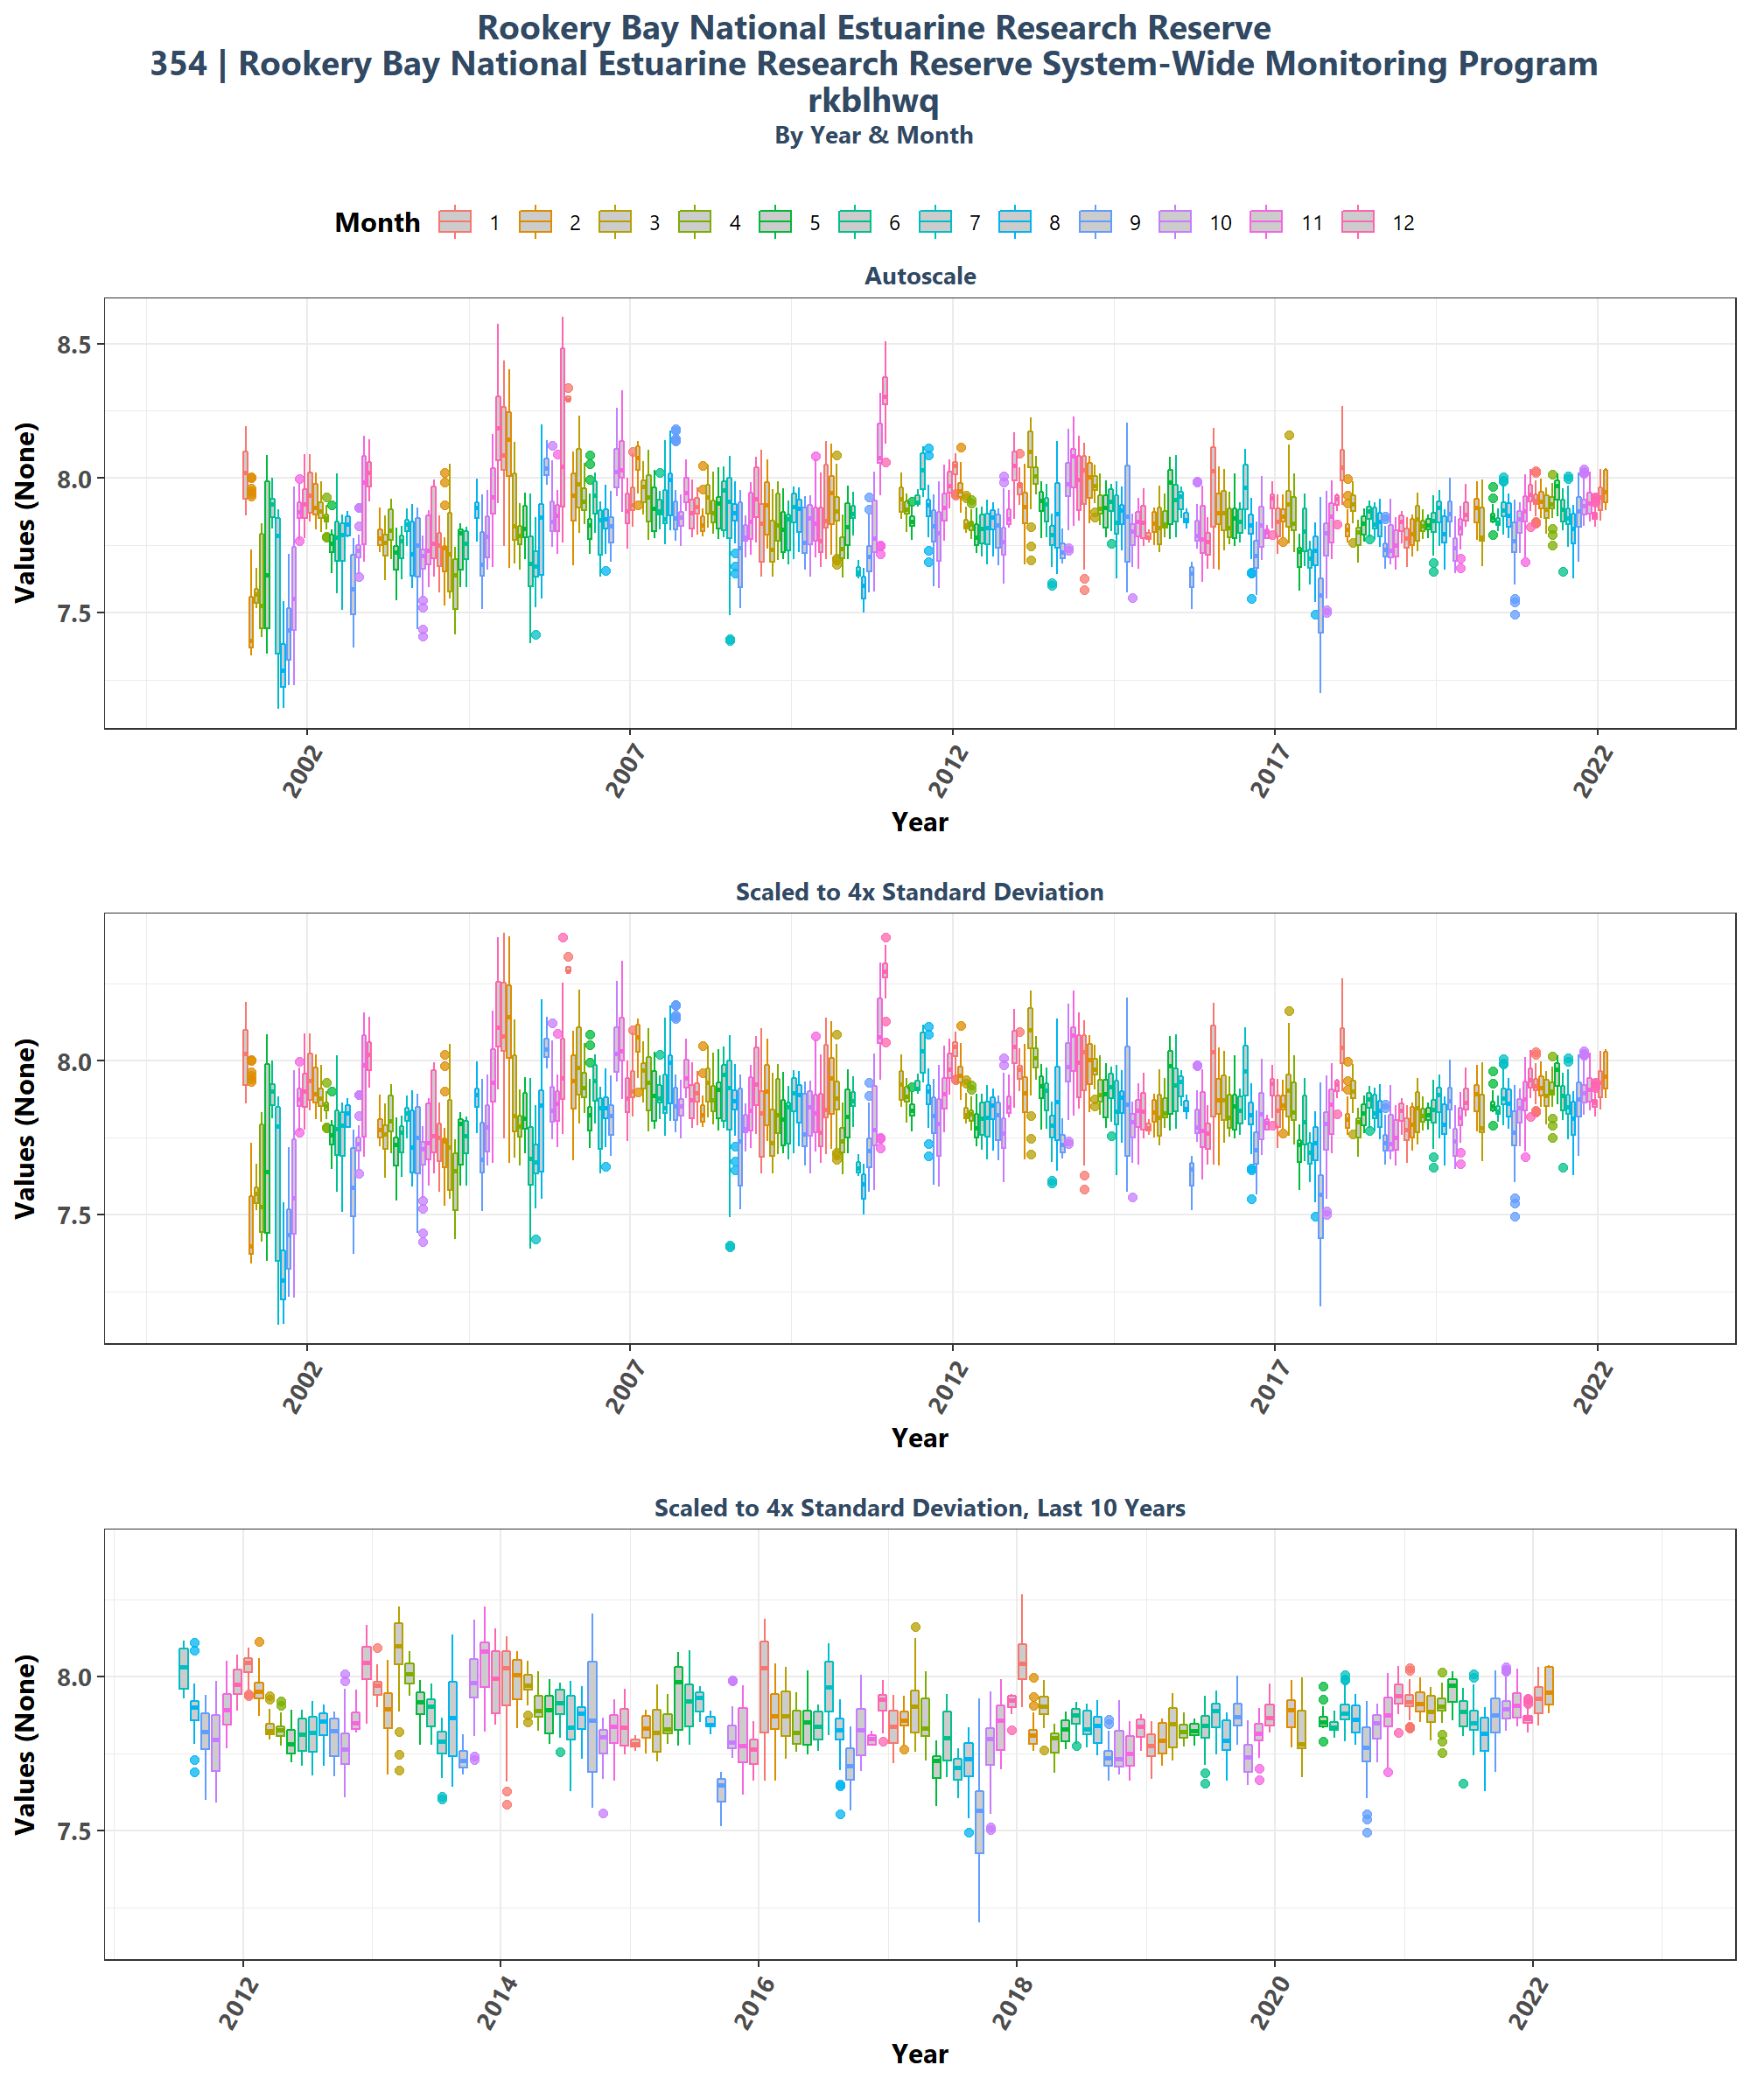 Rookery Bay National Estuarine Research Reserve
354 | Rookery Bay National Estuarine Research Reserve System-Wide Monitoring Program
rkblhwq
By Year & Month
Month 1 2 3 4 5 6 7 8 9 10 11 12
Autoscale
Values (None)
8.5
8.0
7.5
2002 2007 2012 2017 2022
Year
Scaled to 4x Standard Deviation
Values (None)
8.0
7.5
2002 2007 2012 2017 2022
Year
Scaled to 4x Standard Deviation, Last 10 Years
Values (None)
8.0
7.5
2012 2014 2016 2018 2020 2022
Year